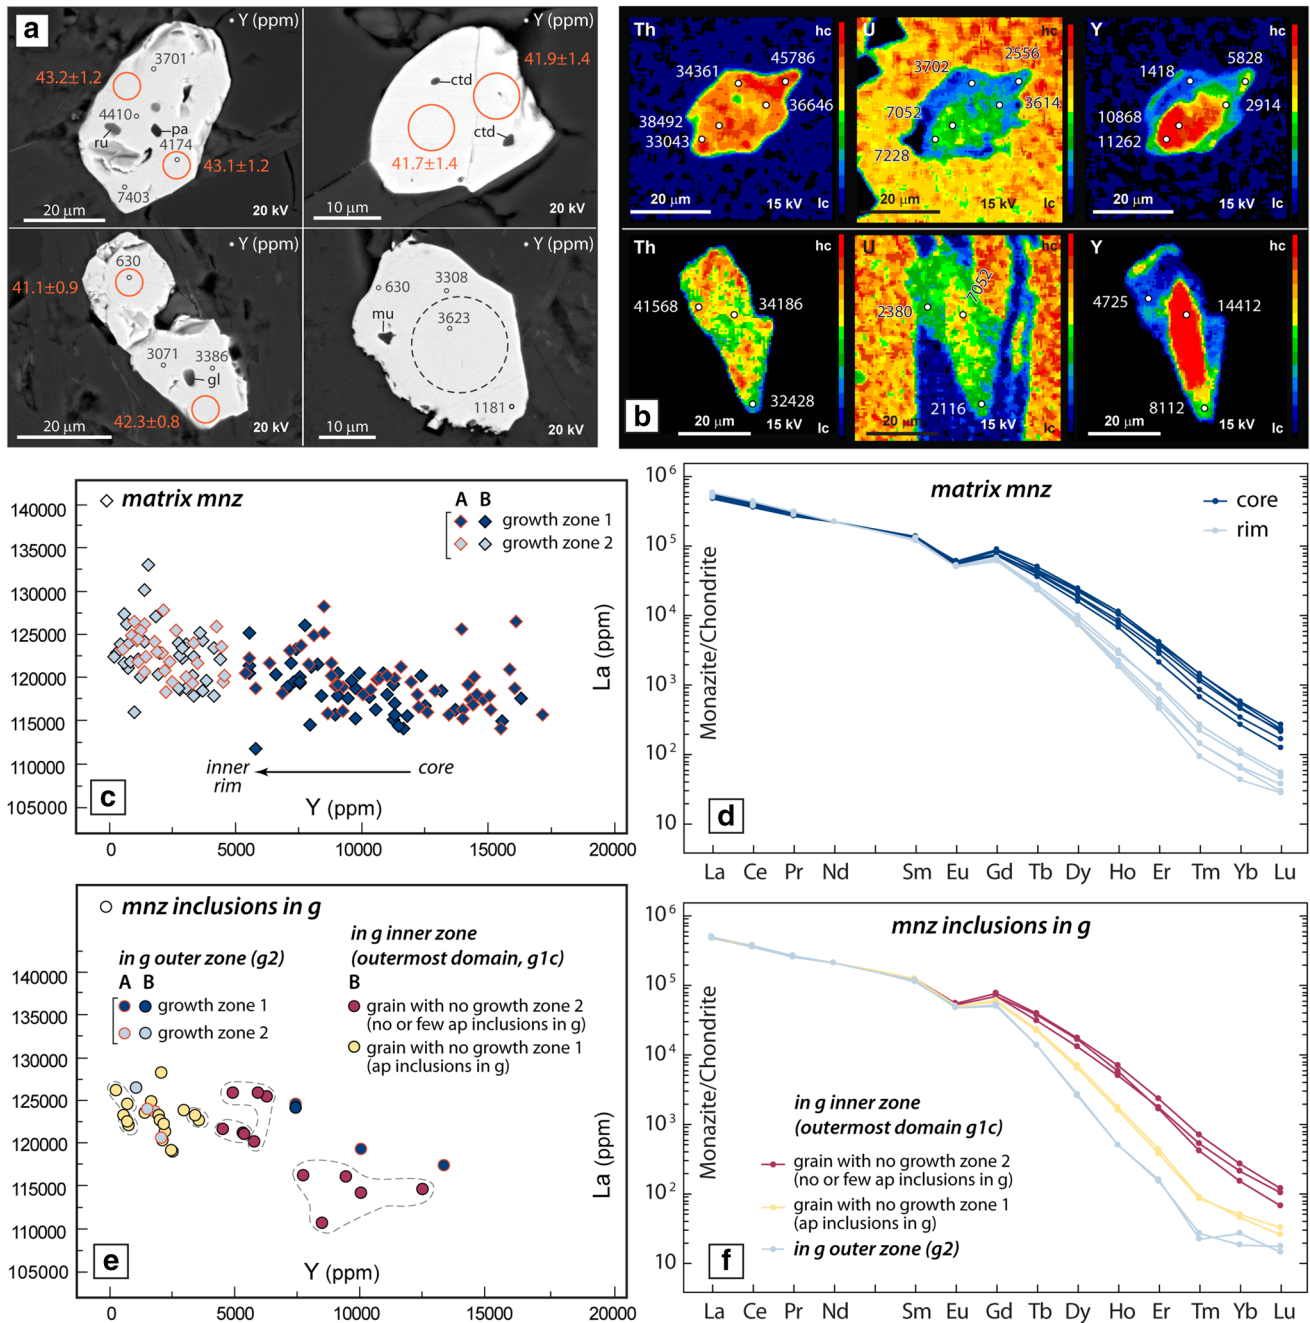 a
• Y (ppm)
3701
43.2±1.2
4410
ru
pa
4174
43.1±1.2
7403
20 µm
20 kV
• Y (ppm)
41.9±1.4
ctd
ctd
41.7±1.4
10 µm
20 kV
• Y (ppm)
630
41.1±0.9
3071
3386
gl
42.3±0.8
20 µm
20 kV
• Y (ppm)
3308
630
3623
mu
1181
10 µm
20 kV
b
Th
hc
45786
34361
36646
38492
33043
20 µm
15 kV
lc
U
2556
3702
7052
3614
7228
20 µm
15 kV
Y
hc
5828
1418
2914
10868
11262
20 µm
15 kV
lc
Th
hc
41568
34186
32428
20 µm
15 kV
lc
U
hc
7052
2380
2116
20 µm
15 kV
lc
Y
hc
4725
14412
8112
20 µm
15 kV
lc
c
matrix mnz
A B
growth zone 1
growth zone 2
140000
135000
130000
125000
120000
115000
110000
105000
La (ppm)
inner
rim
core
Y (ppm)
0 5000 10000 15000 20000
d
matrix mnz
core
rim
Monazite/Chondrite
10⁶
10⁵
10⁴
10³
10²
10
La Ce Pr Nd Sm Eu Gd Tb Dy Ho Er Tm Yb Lu
e
mnz inclusions in g
in g outer zone (g2)
A B
growth zone 1
growth zone 2
in g inner zone
(outermost domain, g1c)
B
grain with no growth zone 2
(no or few ap inclusions in g)
grain with no growth zone 1
(ap inclusions in g)
140000
135000
130000
125000
120000
115000
110000
105000
La (ppm)
Y (ppm)
0 5000 10000 15000 20000
f
mnz inclusions in g
Monazite/Chondrite
10⁶
10⁵
10⁴
10³
10²
10
in g inner zone
(outermost domain g1c)
grain with no growth zone 2
(no or few ap inclusions in g)
grain with no growth zone 1
(ap inclusions in g)
in g outer zone (g2)
La Ce Pr Nd Sm Eu Gd Tb Dy Ho Er Tm Yb Lu